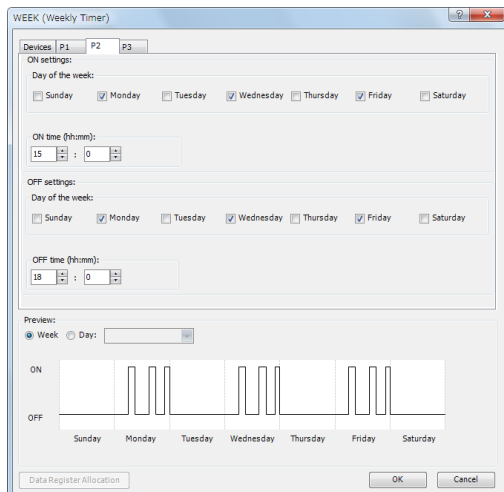 WEEK (Weekly Timer)
Devices P1 P2 P3
ON settings:
Day of the week:
Sunday Monday Tuesday Wednesday Thursday Friday Saturday
ON time (hh:mm):
15 : 0
OFF settings:
Day of the week:
Sunday Monday Tuesday Wednesday Thursday Friday Saturday
OFF time (hh:mm):
18 : 0
Preview:
Week Day:
ON
OFF
Sunday Monday Tuesday Wednesday Thursday Friday Saturday
Data Register Allocation OK Cancel